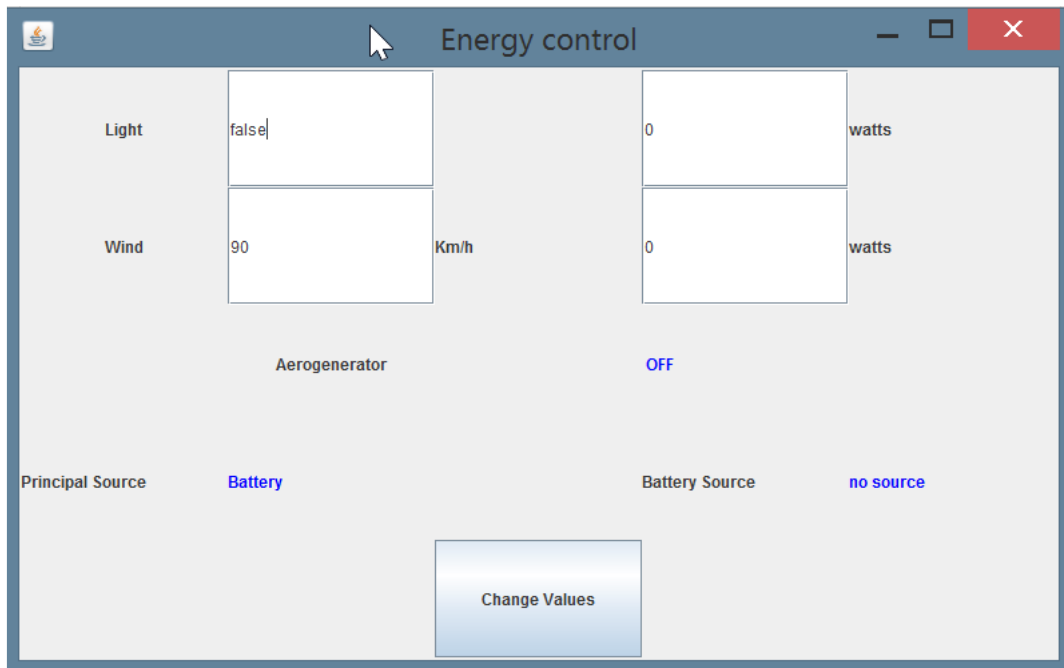 Energy control
Light false 0 watts
Wind 90 Km/h 0 watts
Aerogenerator OFF
Principal Source Battery Battery Source no source
Change Values